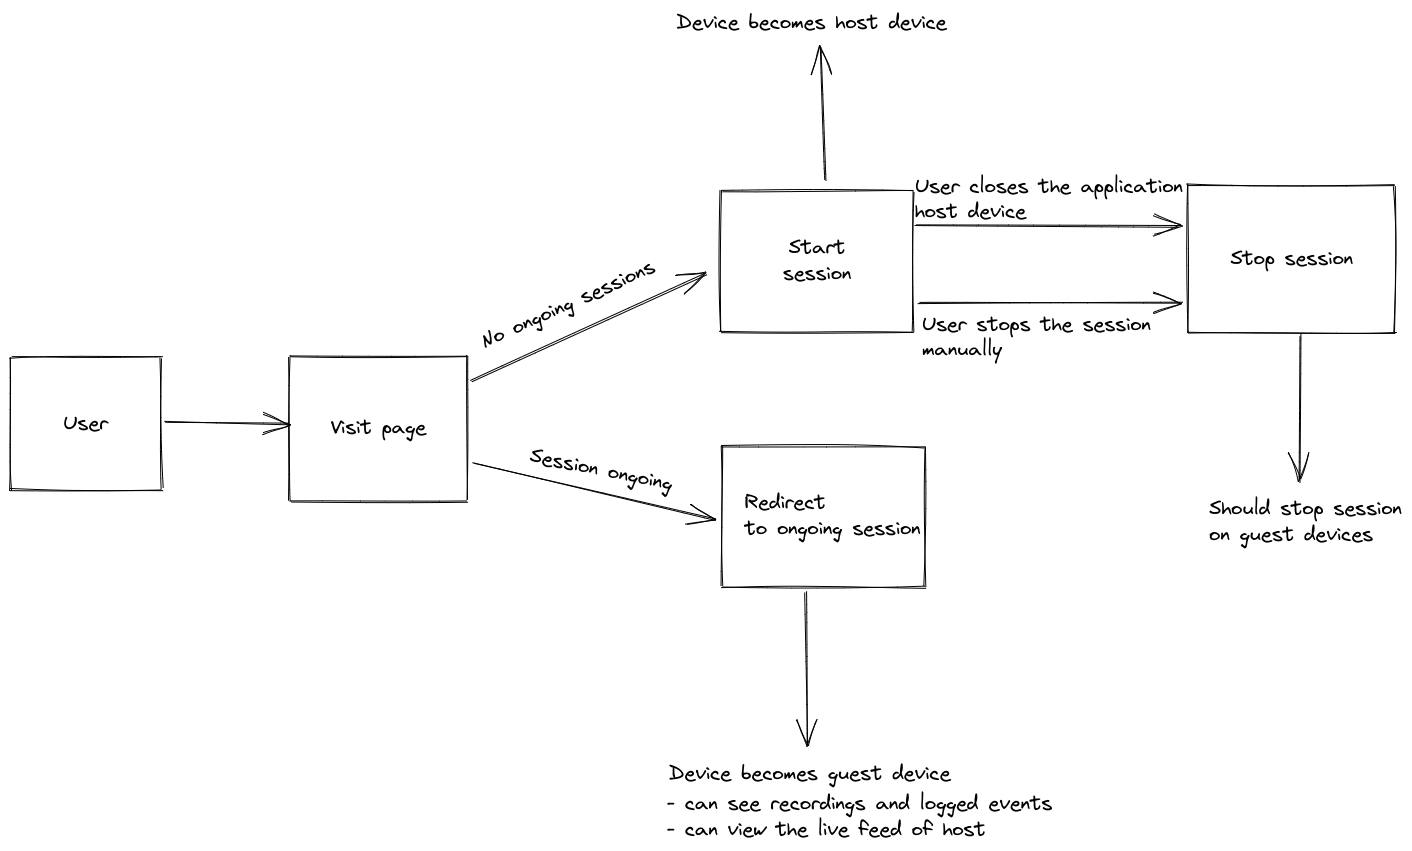 Device becomes host device
User closes the application
host device
Start
session
Stop session
No ongoing sessions
User stops the session
manually
User
Visit page
Session ongoing
Redirect
to ongoing session
Should stop session
on guest devices
Device becomes guest device
- can see recordings and logged events
- can view the live feed of host